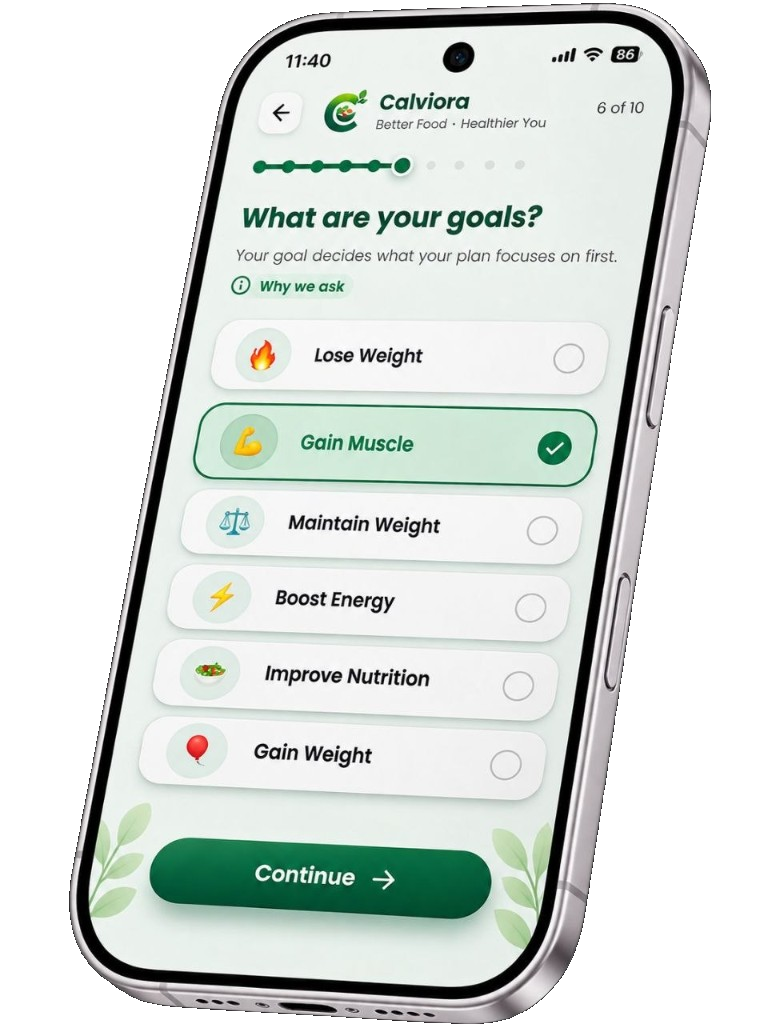 11:40
86
Calviora
Better Food · Healthier You
6 of 10
What are your goals?
Your goal decides what your plan focuses on first.
Why we ask
Lose Weight
Gain Muscle
Maintain Weight
Boost Energy
Improve Nutrition
Gain Weight
Continue